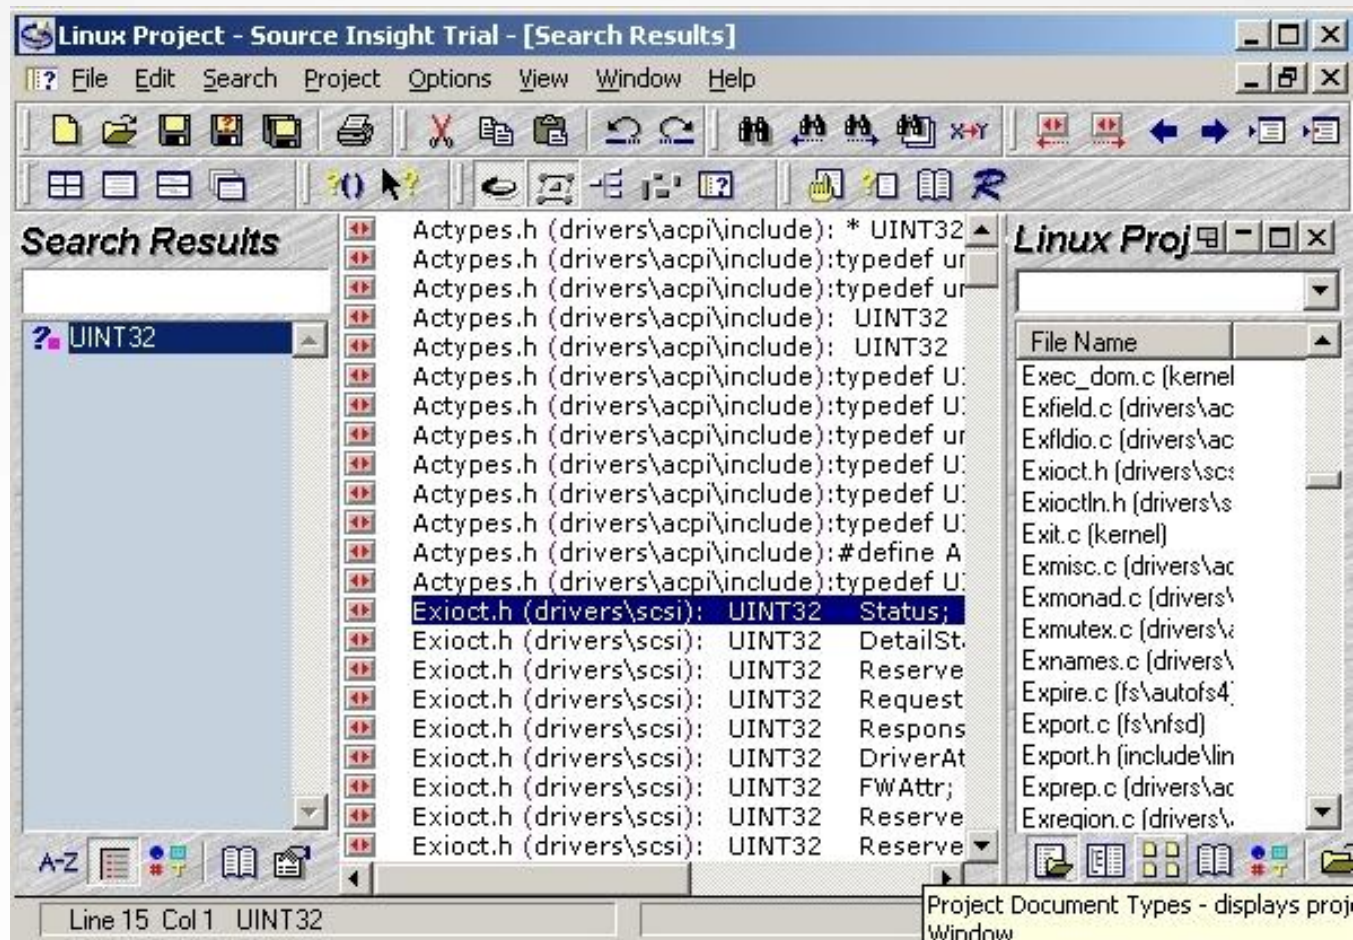 Linux Project - Source Insight Trial - [Search Results]
File Edit Search Project Options View Window Help
Search Results
UINT32
A-Z
Actypes.h (drivers\acpi\include): * UINT32
Actypes.h (drivers\acpi\include):typedef ur
Actypes.h (drivers\acpi\include):typedef ur
Actypes.h (drivers\acpi\include): UINT32
Actypes.h (drivers\acpi\include): UINT32
Actypes.h (drivers\acpi\include):typedef U
Actypes.h (drivers\acpi\include):typedef U
Actypes.h (drivers\acpi\include):typedef ur
Actypes.h (drivers\acpi\include):typedef U
Actypes.h (drivers\acpi\include):typedef U
Actypes.h (drivers\acpi\include):typedef U
Actypes.h (drivers\acpi\include):#define A
Actypes.h (drivers\acpi\include):typedef U
Exioct.h (drivers\scsi): UINT32 Status;
Exioct.h (drivers\scsi): UINT32 DetailSt
Exioct.h (drivers\scsi): UINT32 Reserve
Exioct.h (drivers\scsi): UINT32 Request
Exioct.h (drivers\scsi): UINT32 Respons
Exioct.h (drivers\scsi): UINT32 DriverAt
Exioct.h (drivers\scsi): UINT32 FWAttr;
Exioct.h (drivers\scsi): UINT32 Reserve
Exioct.h (drivers\scsi): UINT32 Reserve
Linux Proj
File Name
Exec_dom.c (kernel
Exfield.c (drivers\ac
Exfldio.c (drivers\ac
Exioct.h (drivers\scs
Exioctln.h (drivers\s
Exit.c (kernel)
Exmisc.c (drivers\ac
Exmonad.c (drivers\
Exmutex.c (drivers\a
Exnames.c (drivers\
Expire.c (fs\autofs4)
Export.c (fs\nfsd)
Export.h (include\lin
Exprep.c (drivers\ac
Exregion.c (drivers\
Line 15 Col 1 UINT32
Project Document Types - displays proj
Window